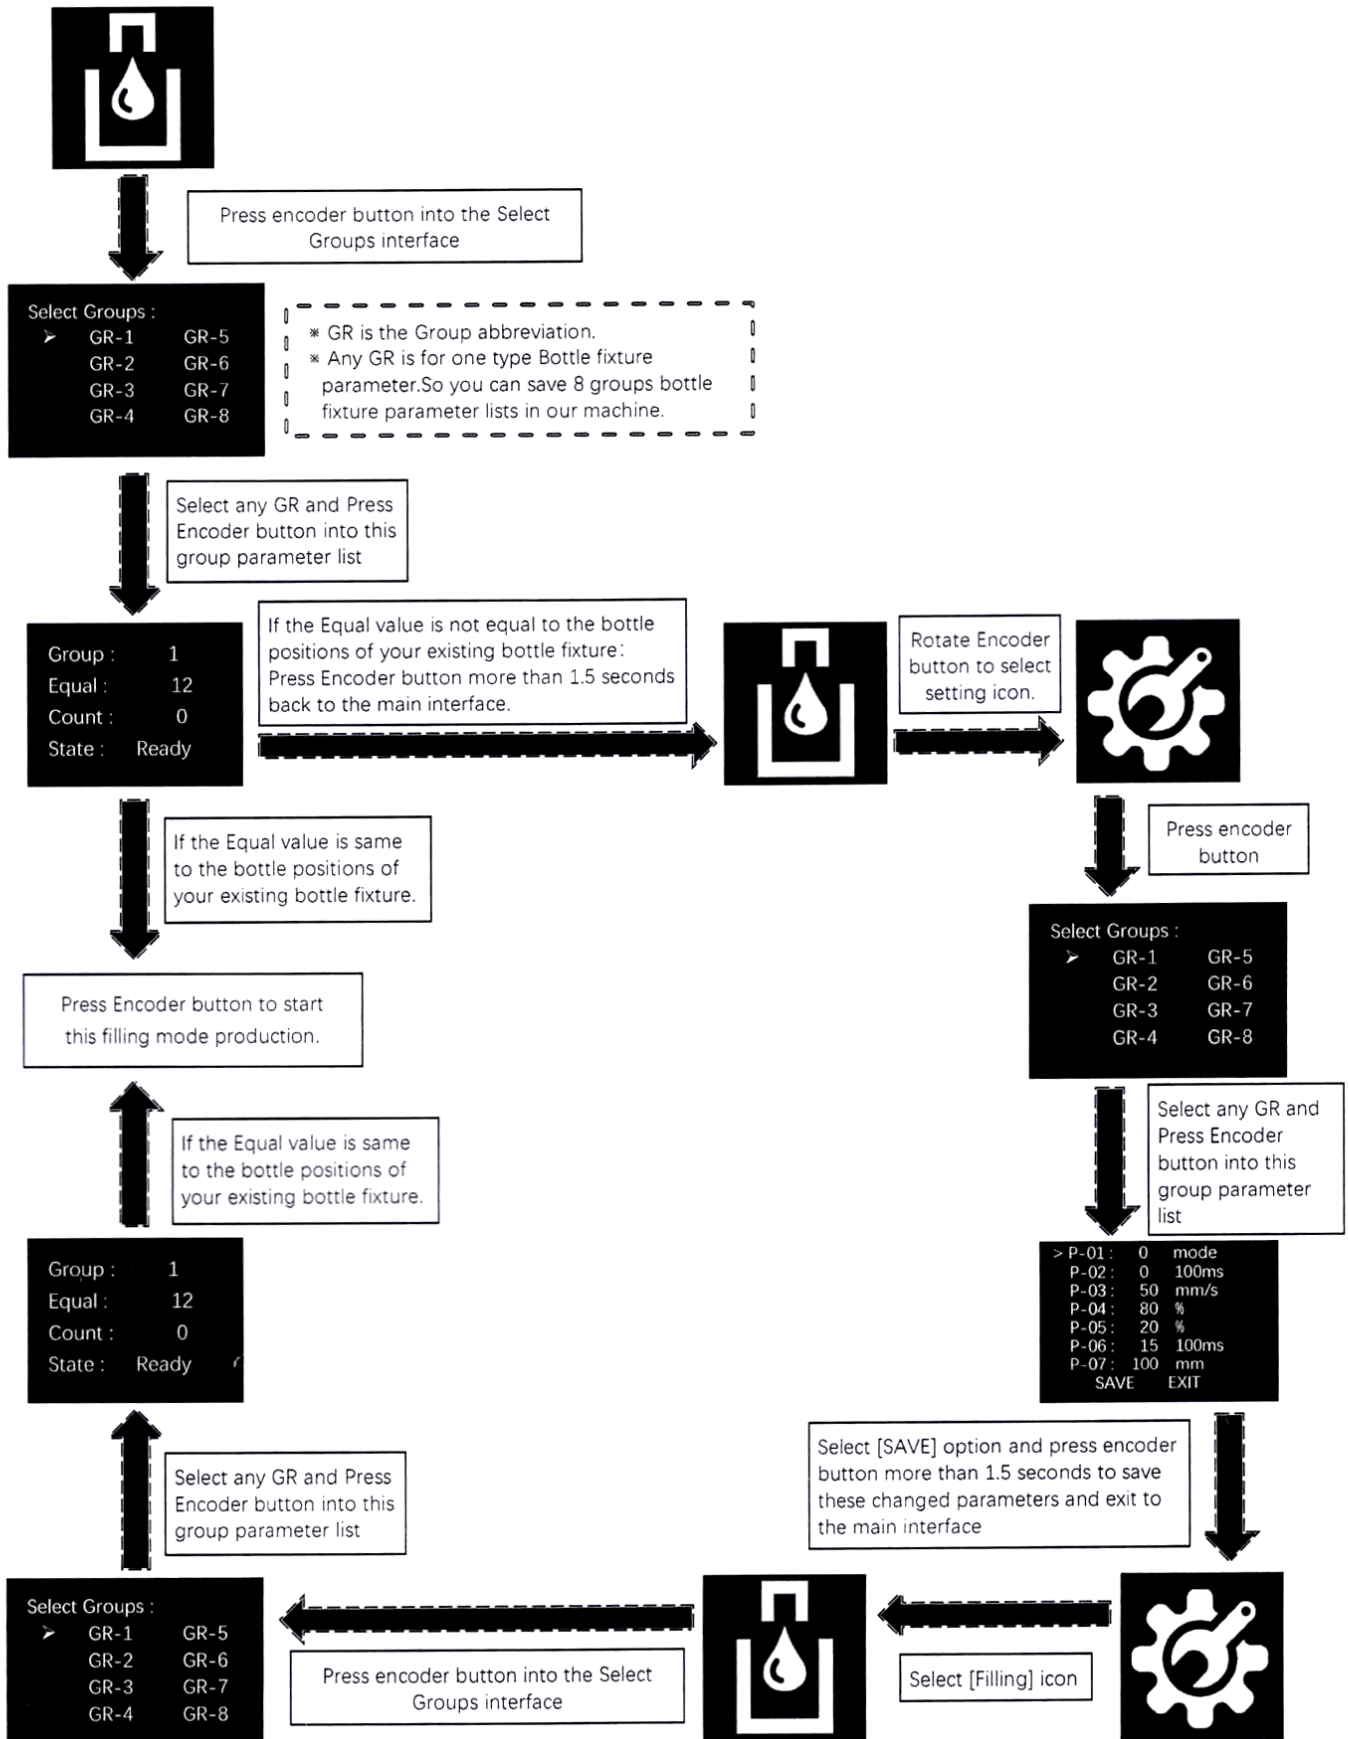 Press encoder button into the Select
Groups interface
Select Groups :
➤ GR-1 GR-5
GR-2 GR-6
GR-3 GR-7
GR-4 GR-8
※ GR is the Group abbreviation.
※ Any GR is for one type Bottle fixture
parameter.So you can save 8 groups bottle
fixture parameter lists in our machine.
Select any GR and Press
Encoder button into this
group parameter list
Group : 1
Equal : 12
Count : 0
State : Ready
If the Equal value is not equal to the bottle
positions of your existing bottle fixture:
Press Encoder button more than 1.5 seconds
back to the main interface.
Rotate Encoder
button to select
setting icon.
Press encoder
button
If the Equal value is same
to the bottle positions of
your existing bottle fixture.
Select Groups :
➤ GR-1 GR-5
GR-2 GR-6
GR-3 GR-7
GR-4 GR-8
Press Encoder button to start
this filling mode production.
Select any GR and
Press Encoder
button into this
group parameter
list
If the Equal value is same
to the bottle positions of
your existing bottle fixture.
> P-01 : 0 mode
P-02 : 0 100ms
P-03 : 50 mm/s
P-04 : 80 %
P-05 : 20 %
P-06 : 15 100ms
P-07 : 100 mm
SAVE EXIT
Group : 1
Equal : 12
Count : 0
State : Ready
Select [SAVE] option and press encoder
button more than 1.5 seconds to save
these changed parameters and exit to
the main interface
Select any GR and Press
Encoder button into this
group parameter list
Select Groups :
➤ GR-1 GR-5
GR-2 GR-6
GR-3 GR-7
GR-4 GR-8
Press encoder button into the Select
Groups interface
Select [Filling] icon